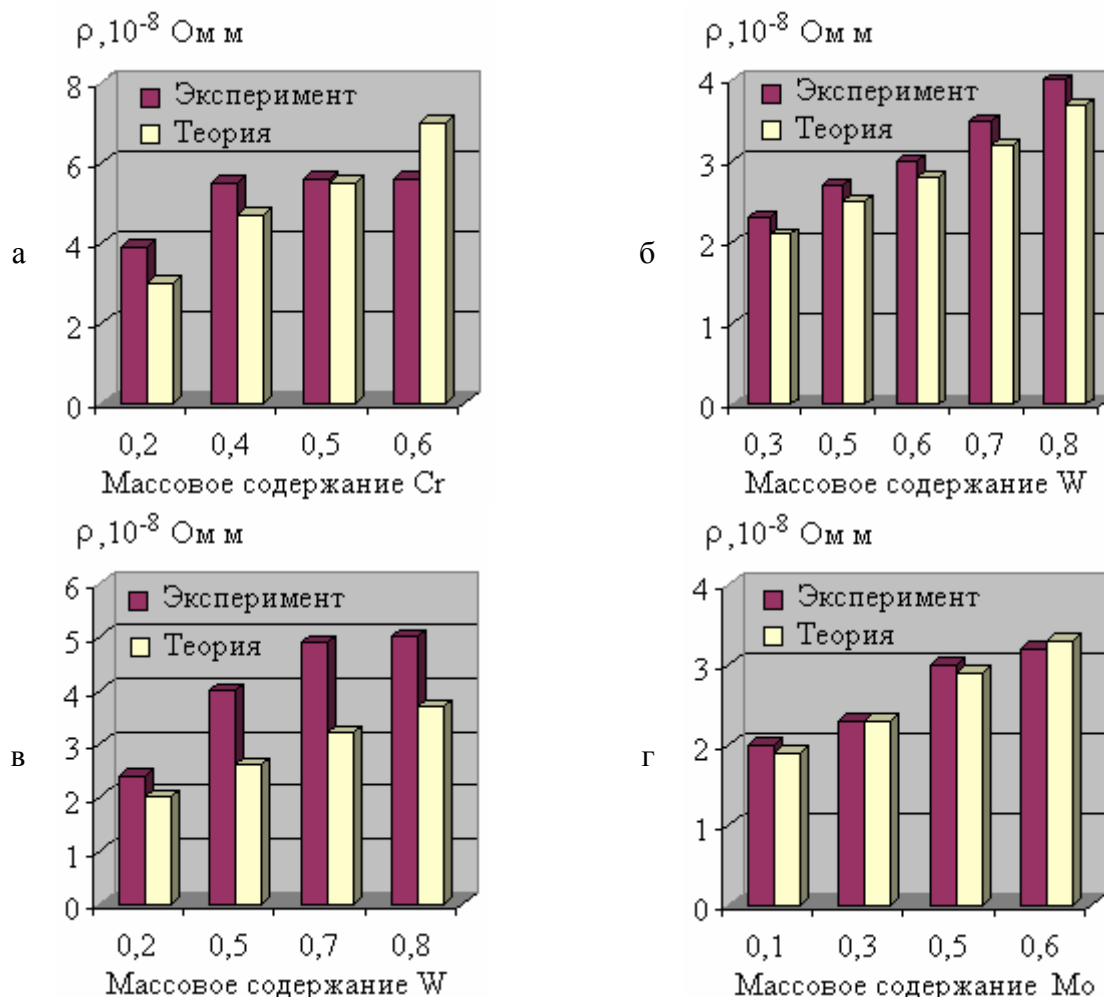 ρ,10⁻⁸ Ом м
8
Эксперимент
Теория
6
4
2
0
0,2 0,4 0,5 0,6
Массовое содержание Cr
а
ρ,10⁻⁸ Ом м
4
Эксперимент
Теория
3
2
1
0
0,3 0,5 0,6 0,7 0,8
Массовое содержание W
б
ρ,10⁻⁸ Ом м
6
Эксперимент
5
Теория
4
3
2
1
0
0,2 0,5 0,7 0,8
Массовое содержание W
в
ρ,10⁻⁸ Ом м
4
Эксперимент
Теория
3
2
1
0
0,1 0,3 0,5 0,6
Массовое содержание Mo
г